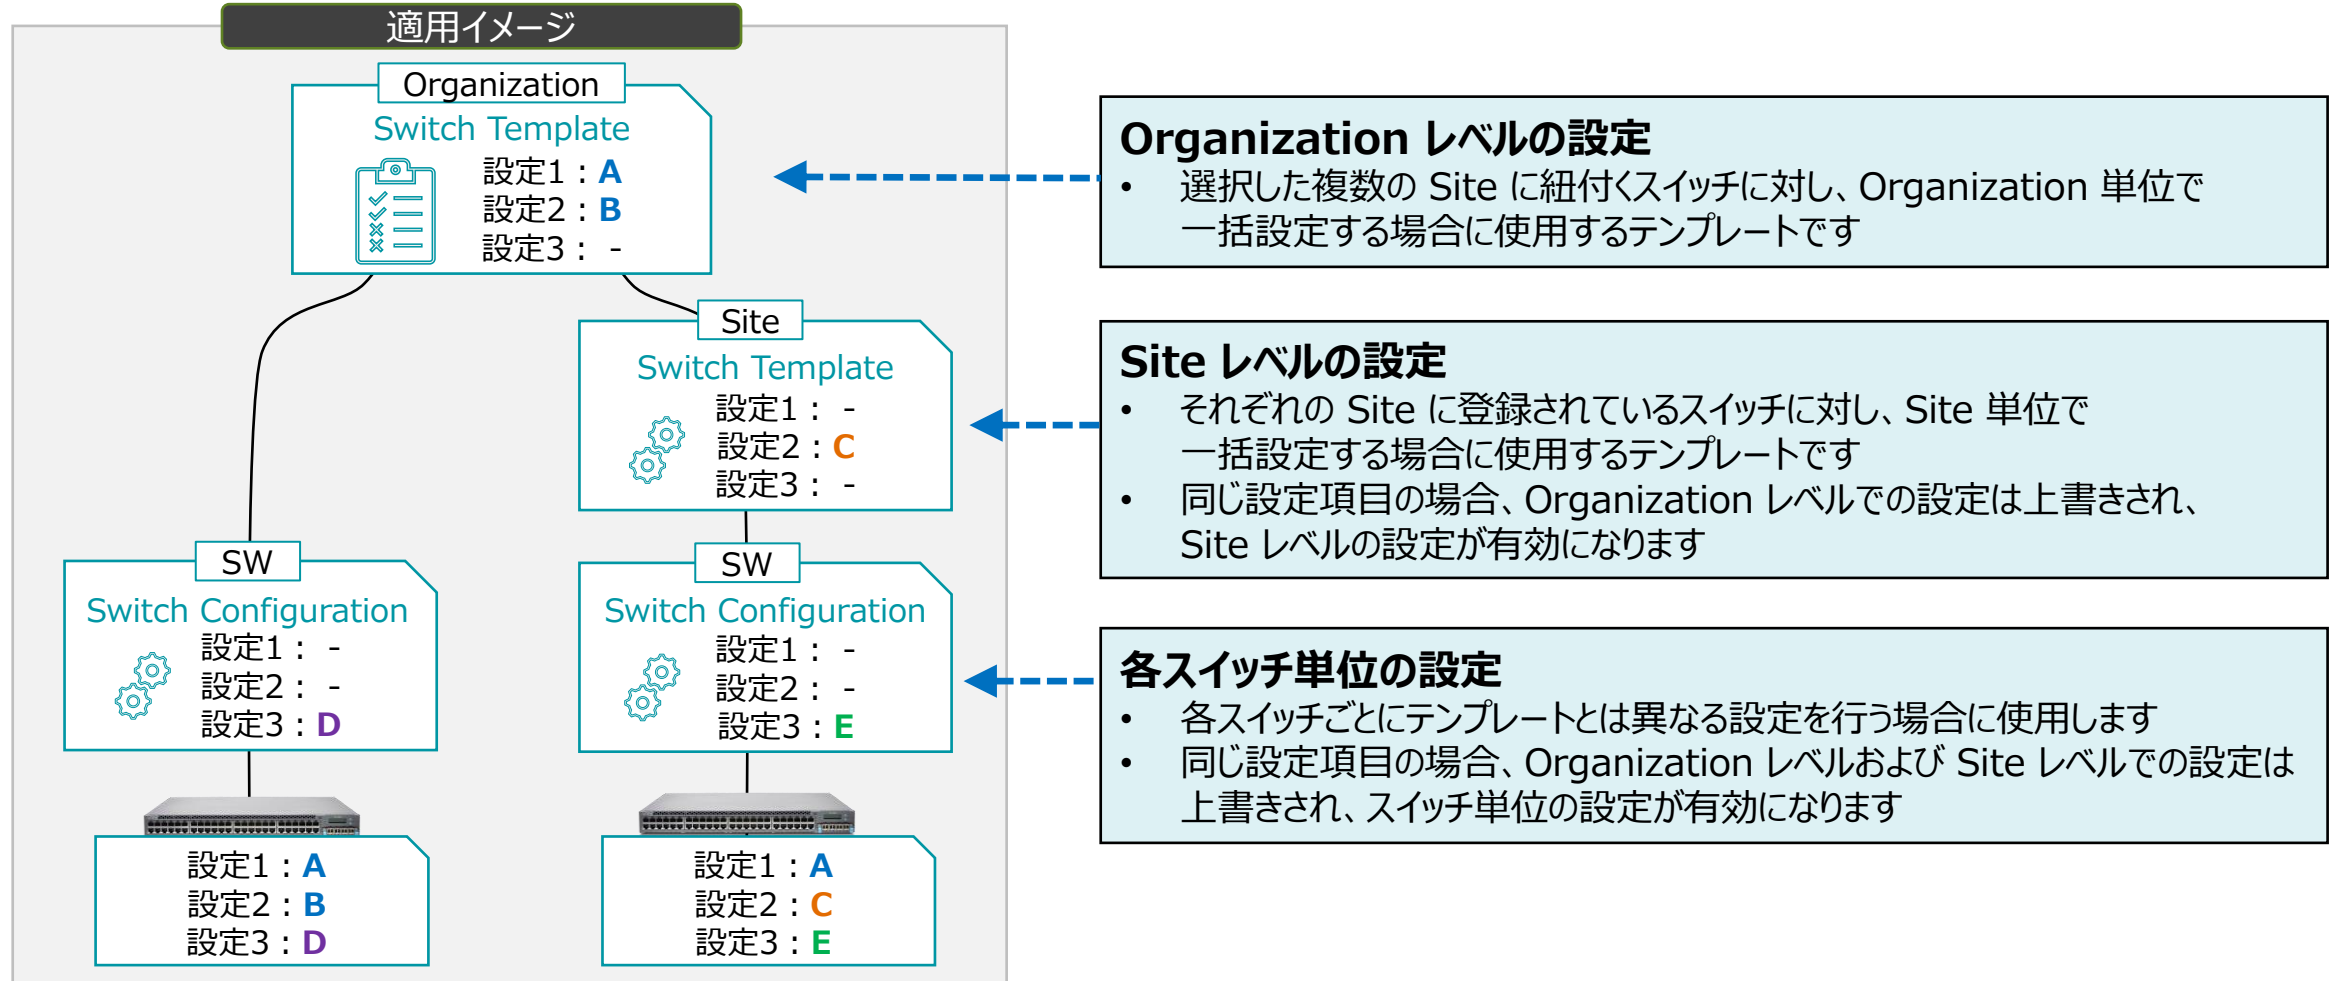 適用イメージ
Organization
Switch Template
設定1：A
設定2：B
設定3： -
Site
Switch Template
設定1： -
設定2：C
設定3： -
SW
Switch Configuration
設定1： -
設定2： -
設定3：D
SW
Switch Configuration
設定1： -
設定2： -
設定3：E
設定1：A
設定2：B
設定3：D
設定1：A
設定2：C
設定3：E
Organization レベルの設定
• 選択した複数の Site に紐付くスイッチに対し、Organization 単位で
一括設定する場合に使用するテンプレートです
Site レベルの設定
• それぞれの Site に登録されているスイッチに対し、Site 単位で
一括設定する場合に使用するテンプレートです
• 同じ設定項目の場合、Organization レベルでの設定は上書きされ、
Site レベルの設定が有効になります
各スイッチ単位の設定
• 各スイッチごとにテンプレートとは異なる設定を行う場合に使用します
• 同じ設定項目の場合、Organization レベルおよび Site レベルでの設定は
上書きされ、スイッチ単位の設定が有効になります